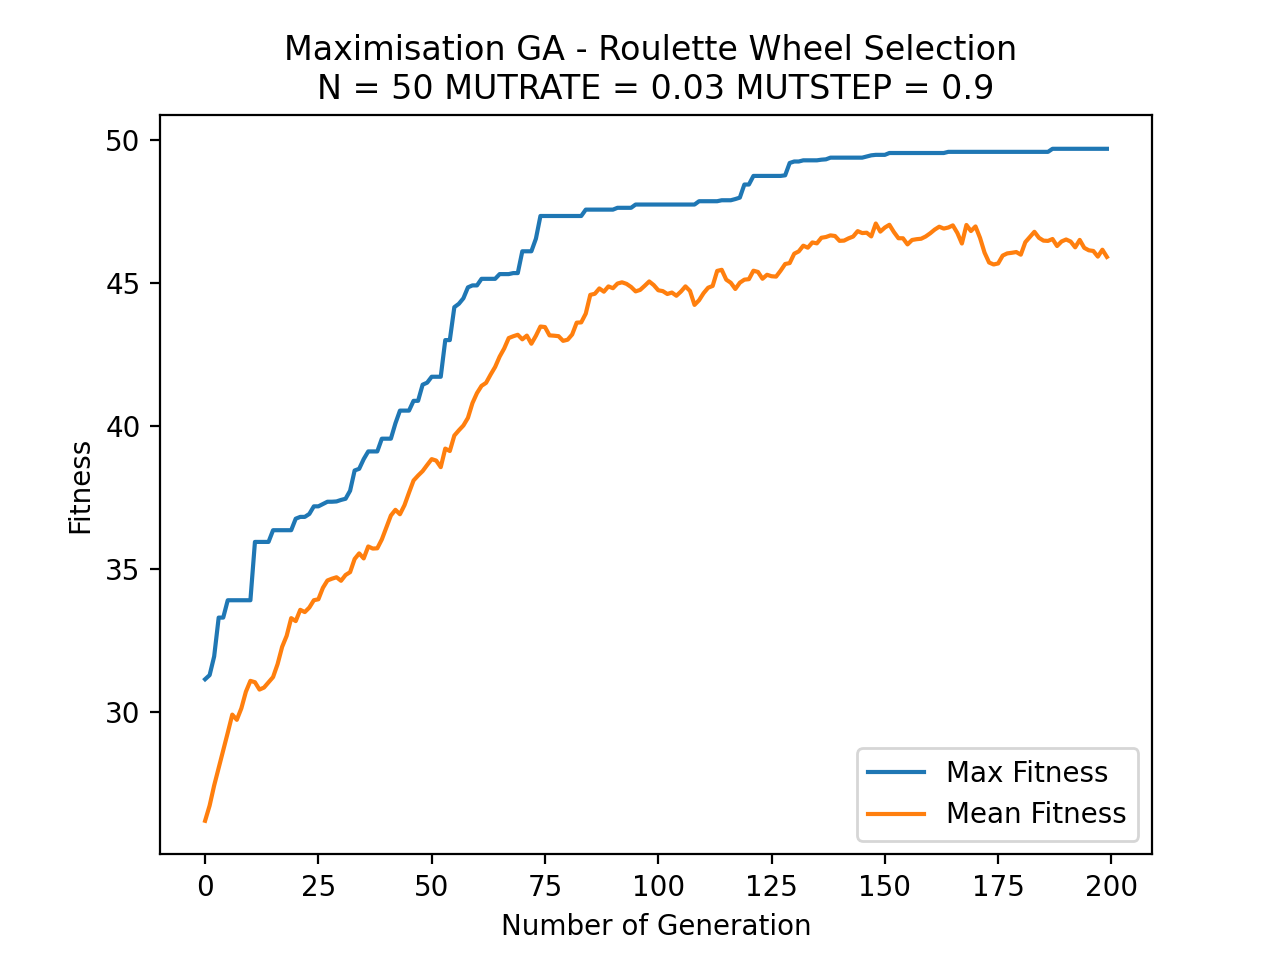 Maximisation GA - Roulette Wheel Selection
N = 50 MUTRATE = 0.03 MUTSTEP = 0.9
50
45
40
35
30
Fitness
Max Fitness
Mean Fitness
0 25 50 75 100 125 150 175 200
Number of Generation